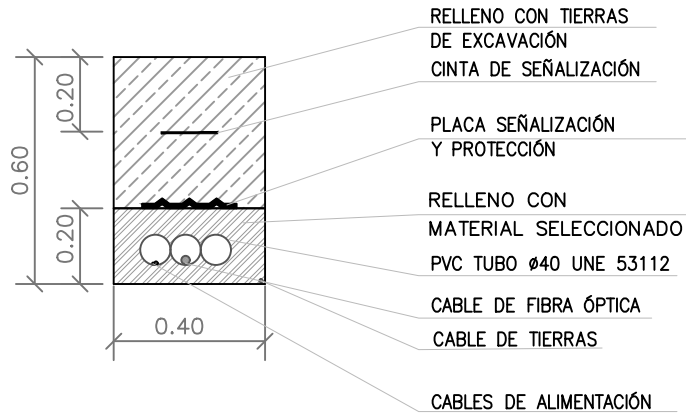 RELLENO CON TIERRAS
DE EXCAVACIÓN
CINTA DE SEÑALIZACIÓN
PLACA SEÑALIZACIÓN
Y PROTECCIÓN
RELLENO CON
MATERIAL SELECCIONADO
PVC TUBO Ø40 UNE 53112
CABLE DE FIBRA ÓPTICA
CABLE DE TIERRAS
CABLES DE ALIMENTACIÓN
0.20
0.60
0.20
0.40